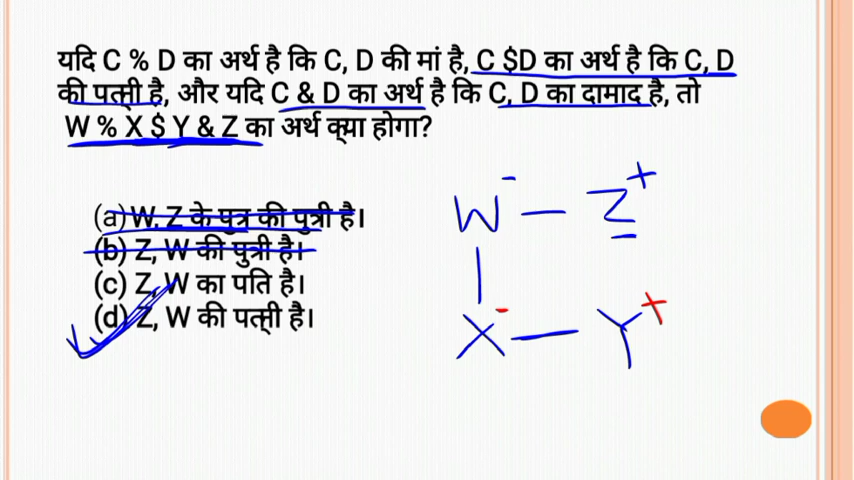 यदि C % D का अर्थ है कि C, D की मां है, C $D का अर्थ है कि C, D
की पत्नी है, और यदि C & D का अर्थ है कि C, D का दामाद है, तो
W % X $ Y & Z का अर्थ क्या होगा?
(a) W, Z के पुत्र की पुत्री है।
(b) Z, W की पुत्री है।
(c) Z, W का पति है।
(d) Z, W की पत्नी है।
W⁻ — Z⁺
X⁻ — Y⁺